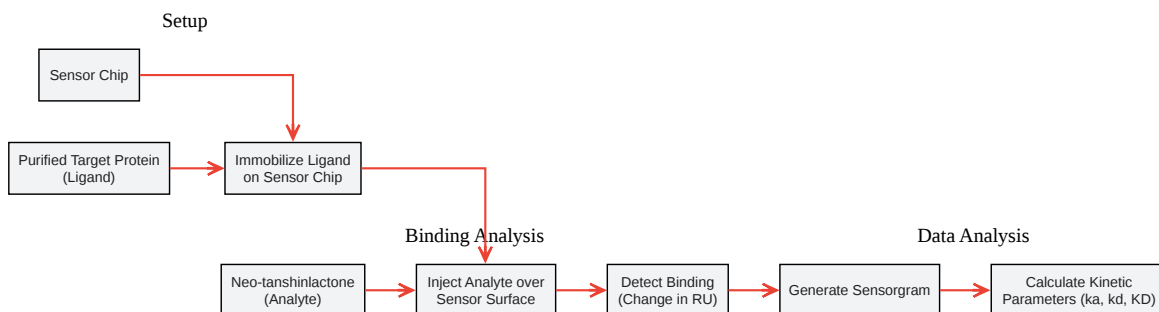 Setup
Sensor Chip
Purified Target Protein
(Ligand)
Immobilize Ligand
on Sensor Chip
Binding Analysis
Data Analysis
Neo-tanshinlactone
(Analyte)
Inject Analyte over
Sensor Surface
Detect Binding
(Change in RU)
Generate Sensorgram
Calculate Kinetic
Parameters (ka, kd, KD)